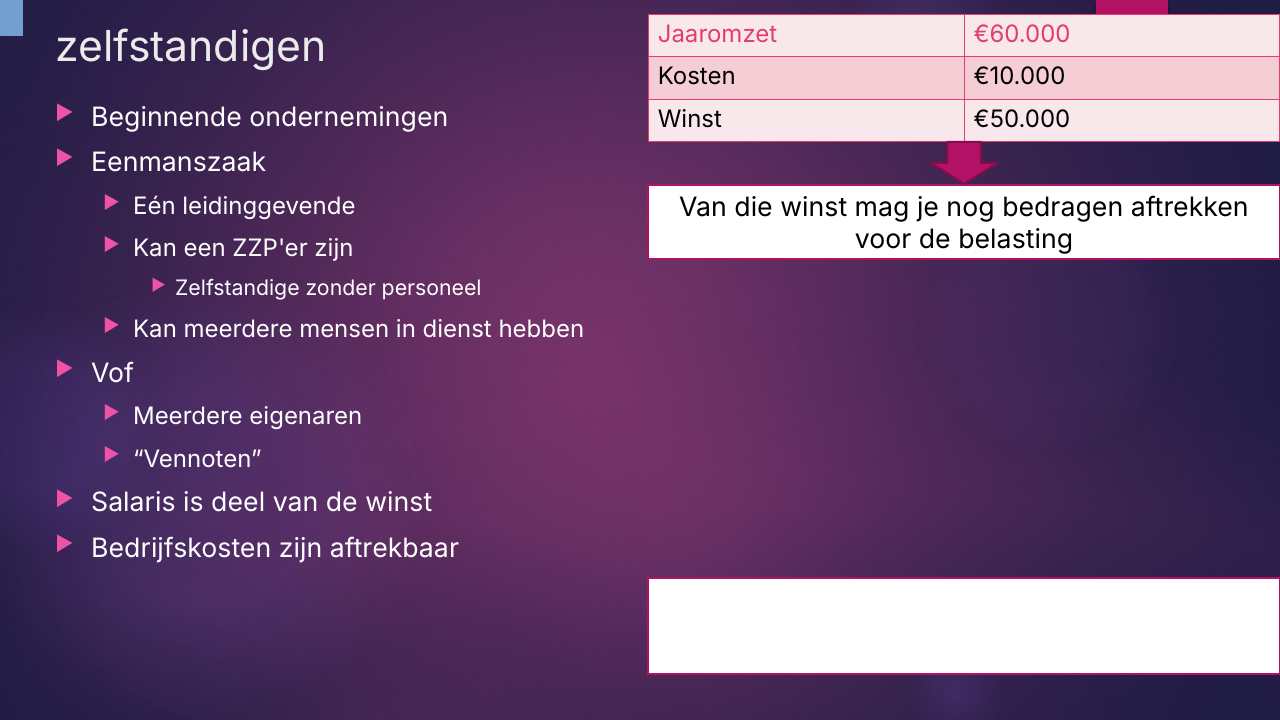 zelfstandigen
Beginnende ondernemingen
Eenmanszaak
Eén leidinggevende
Kan een ZZP'er zijn
Zelfstandige zonder personeel
Kan meerdere mensen in dienst hebben
Vof
Meerdere eigenaren
“Vennoten”
Salaris is deel van de winst
Bedrijfskosten zijn aftrekbaar
Jaaromzet €60.000
Kosten €10.000
Winst €50.000
Van die winst mag je nog bedragen aftrekken
voor de belasting